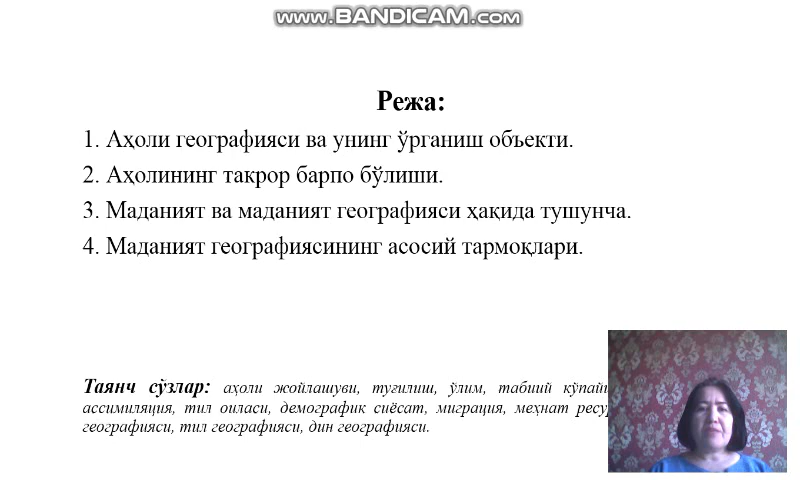 www.BANDICAM.com
Режа:
1. Аҳоли географияси ва унинг ўрганиш объекти.
2. Аҳолининг такрор барпо бўлиши.
3. Маданият ва маданият географияси ҳақида тушунча.
4. Маданият географиясининг асосий тармоқлари.
Таянч сўзлар: аҳоли жойлашуви, туғилиш, ўлим, табиий
ассимиляция, тил оиласи, демографик сиёсат, миграция, меҳнат
географияси, тил географияси, дин географияси.